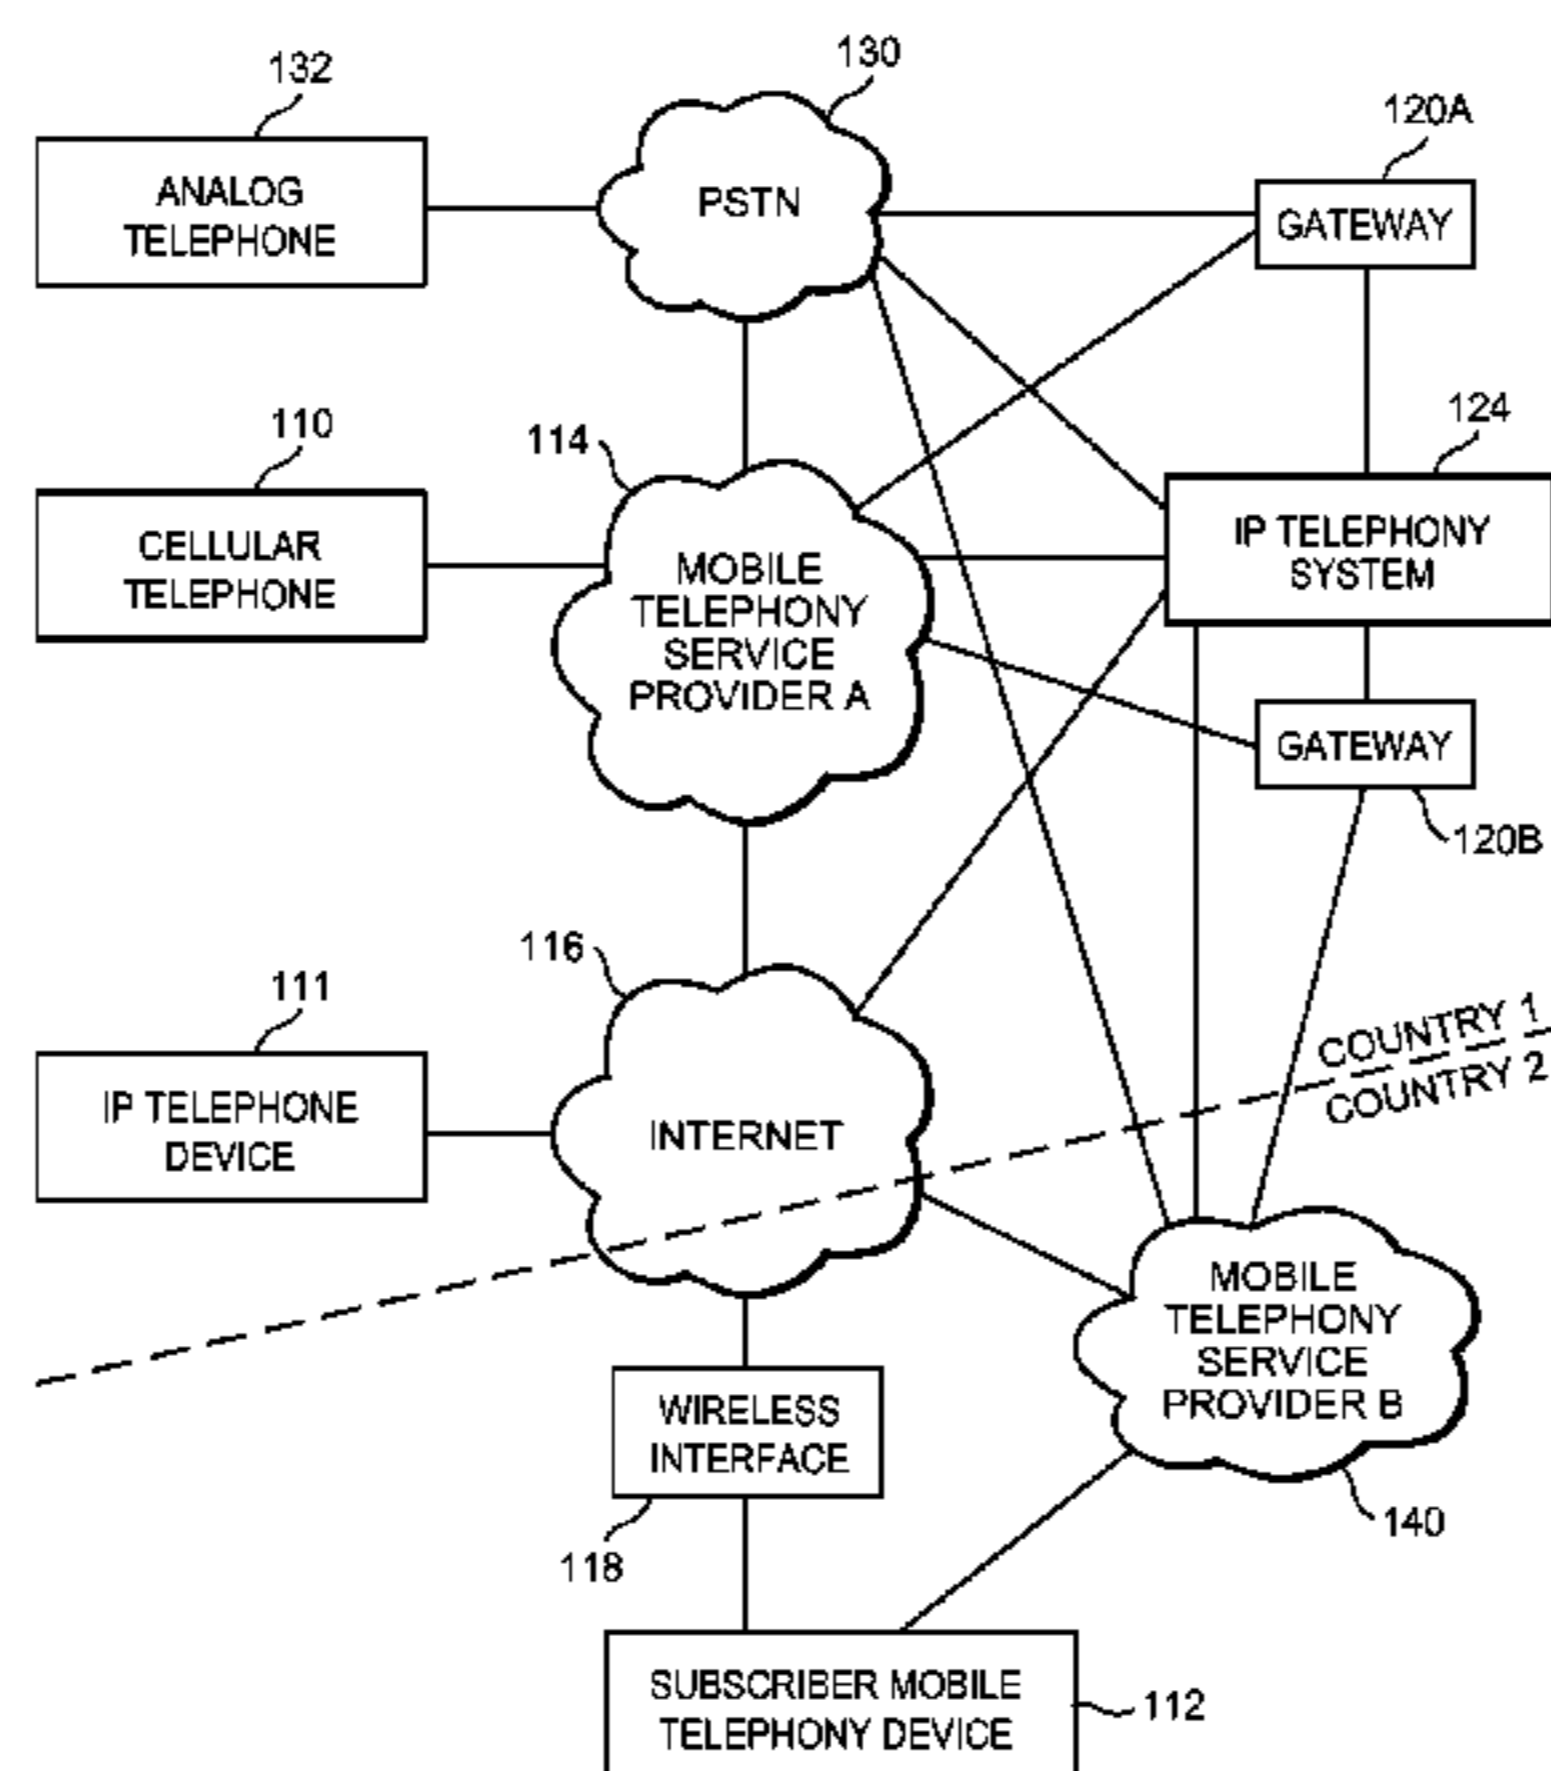 132
130
120A
ANALOG
TELEPHONE
PSTN
GATEWAY
110
114
124
CELLULAR
TELEPHONE
MOBILE
TELEPHONY
SERVICE
PROVIDER A
IP TELEPHONY
SYSTEM
GATEWAY
120B
116
111
IP TELEPHONE
DEVICE
INTERNET
COUNTRY 1
COUNTRY 2
MOBILE
TELEPHONY
SERVICE
PROVIDER B
WIRELESS
INTERFACE
140
118
SUBSCRIBER MOBILE
TELEPHONY DEVICE
112